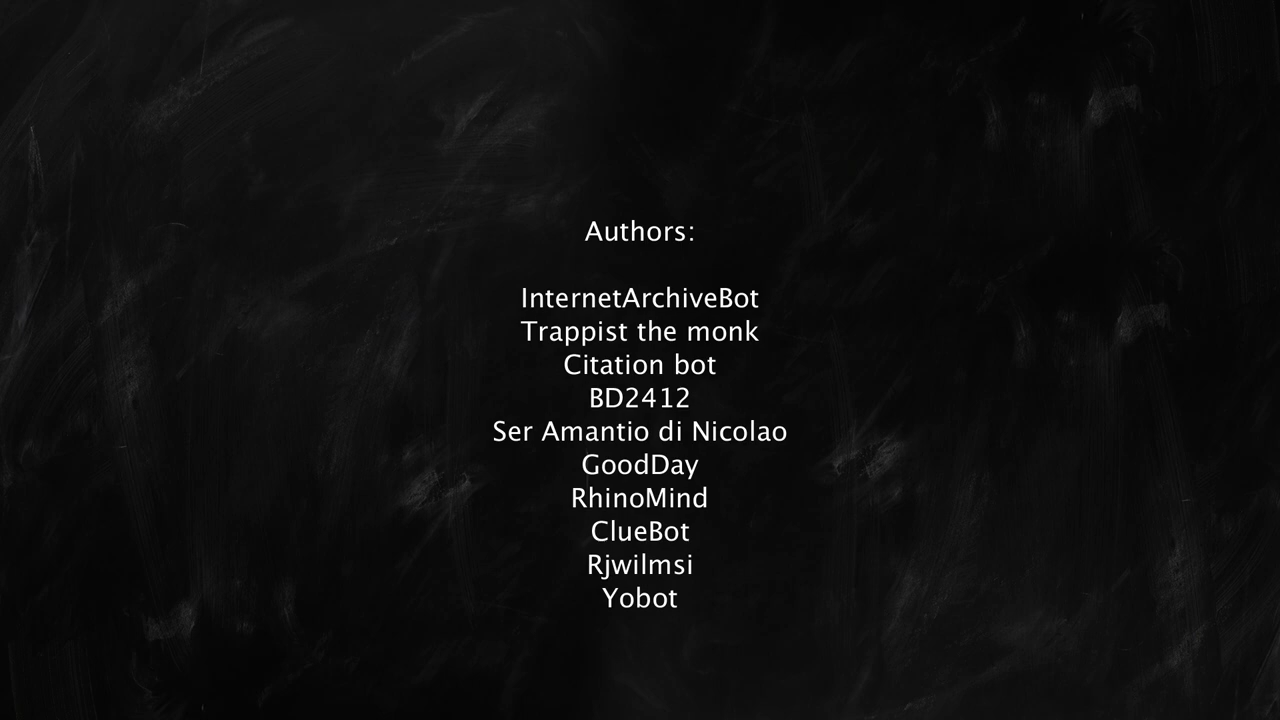 Authors:
InternetArchiveBot
Trappist the monk
Citation bot
BD2412
Ser Amantio di Nicolao
GoodDay
RhinoMind
ClueBot
Rjwilmsi
Yobot